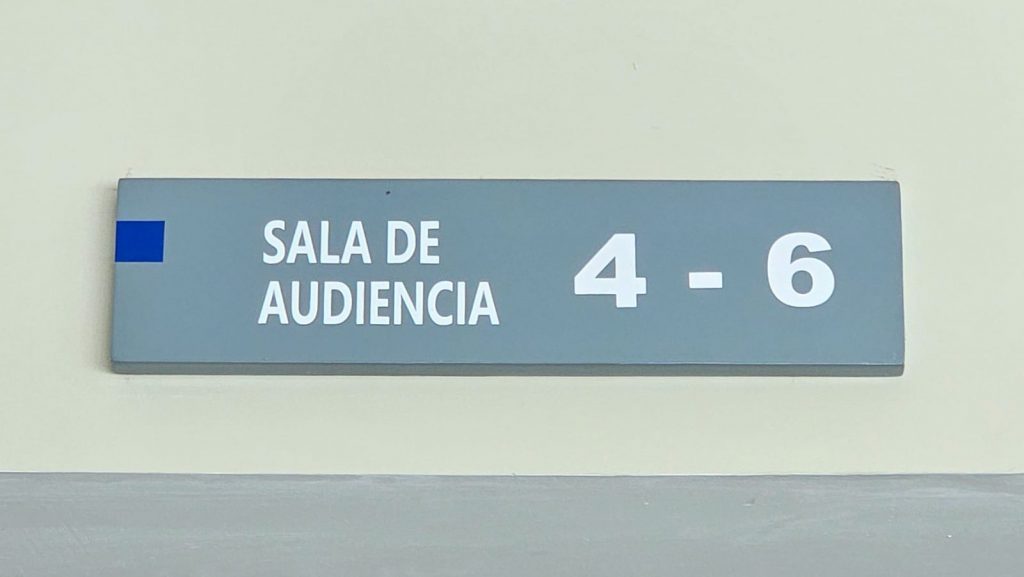 SALA DE
AUDIENCIA
4 - 6